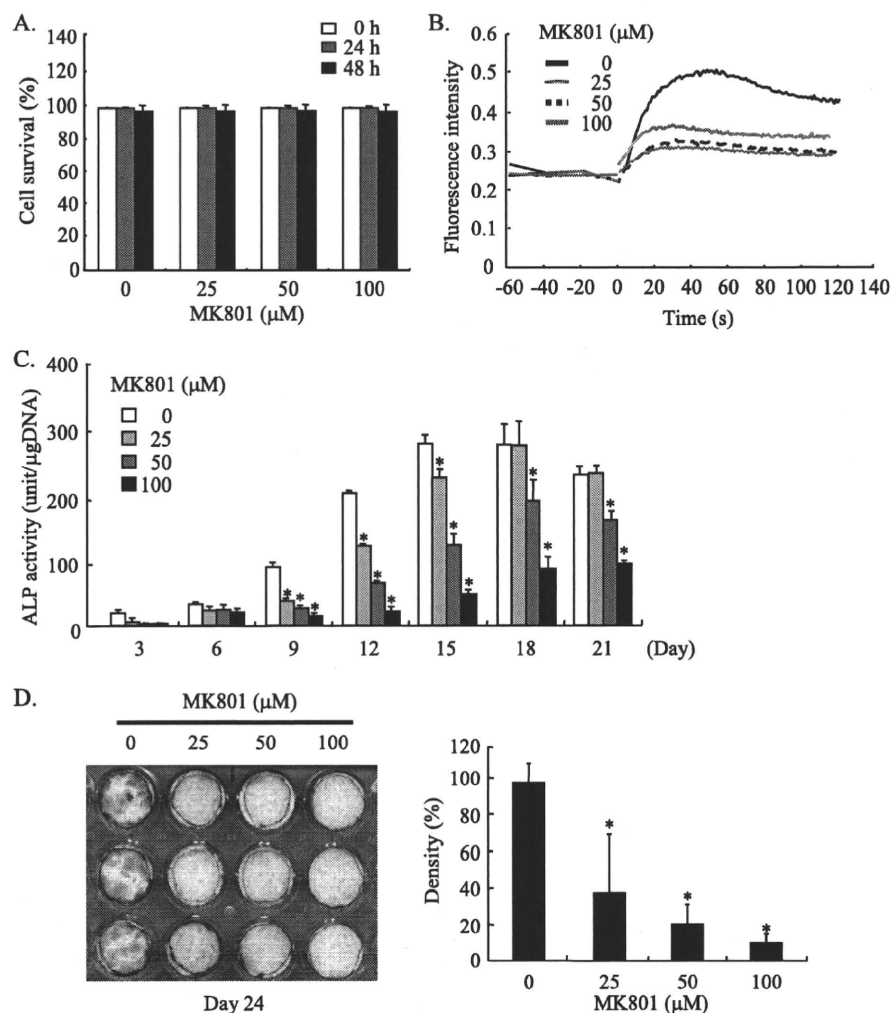 A.
140
120
100
80
60
40
20
0
Cell survival (%)
0 h
24 h
48 h
0 25 50 100
MK801 (μM)
B.
MK801 (μM)
0
25
50
100
0.6
0.5
0.4
0.3
0.2
0.1
0
Fluorescence intensity
-60 -40 -20 0 20 40 60 80 100 120 140
Time (s)
C.
400
300
200
100
0
ALP activity (unit/μgDNA)
MK801 (μM)
0
25
50
100
* * *
* * *
* * *
* *
* *
3 6 9 12 15 18 21 (Day)
D.
MK801 (μM)
0 25 50 100
Day 24
120
100
80
60
40
20
0
Density (%)
* * *
0 25 50 100
MK801 (μM)